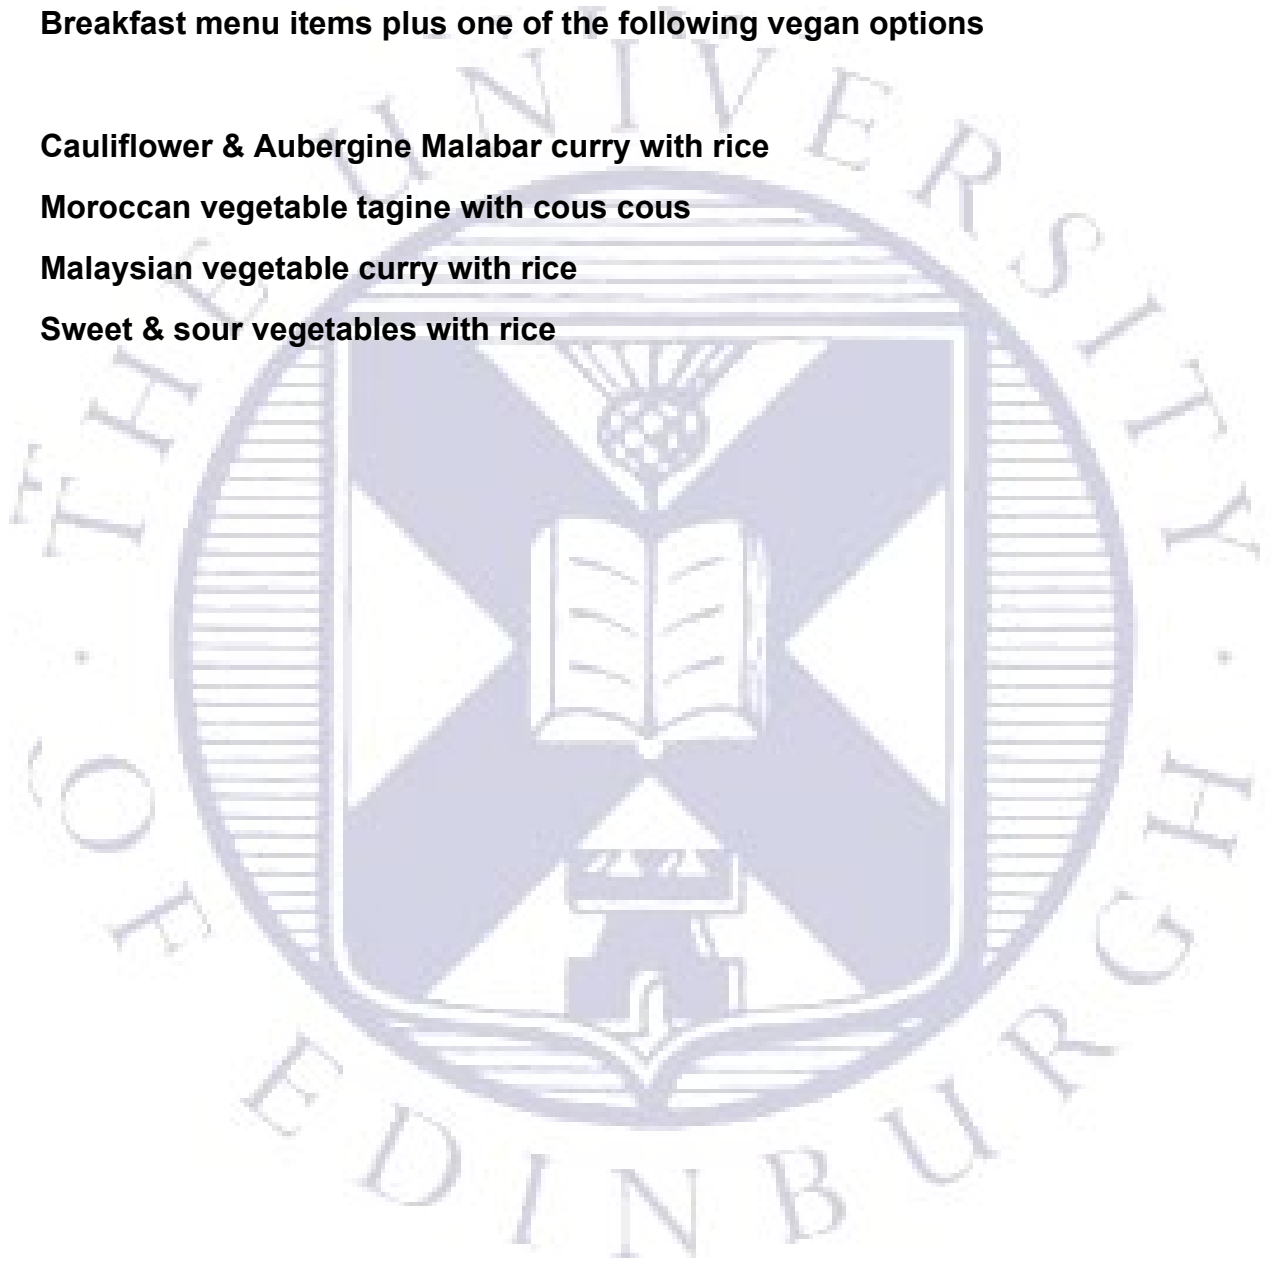 Breakfast menu items plus one of the following vegan options
Cauliflower & Aubergine Malabar curry with rice
Moroccan vegetable tagine with cous cous
Malaysian vegetable curry with rice
Sweet & sour vegetables with rice
THE UNIVERSITY · OF EDINBURGH ·